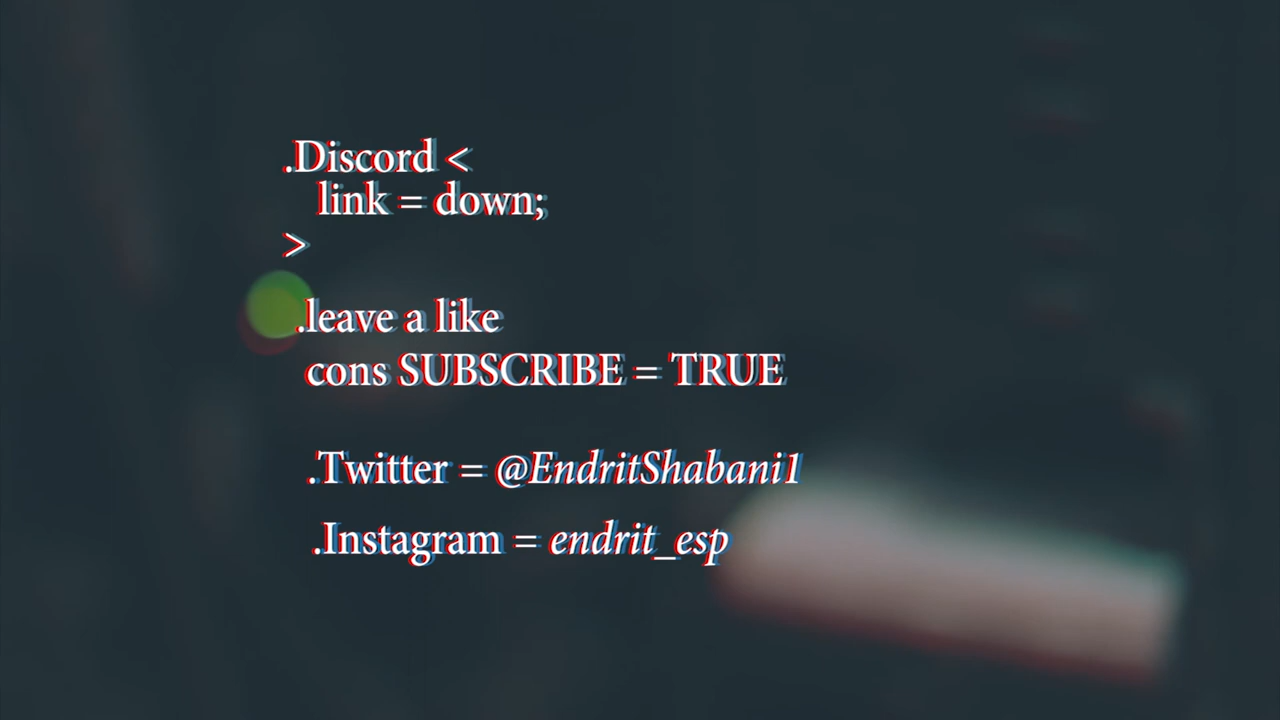 .Discord <
link = down;
>
.leave a like
cons SUBSCRIBE = TRUE
.Twitter = @EndritShabani1
.Instagram = endrit_esp